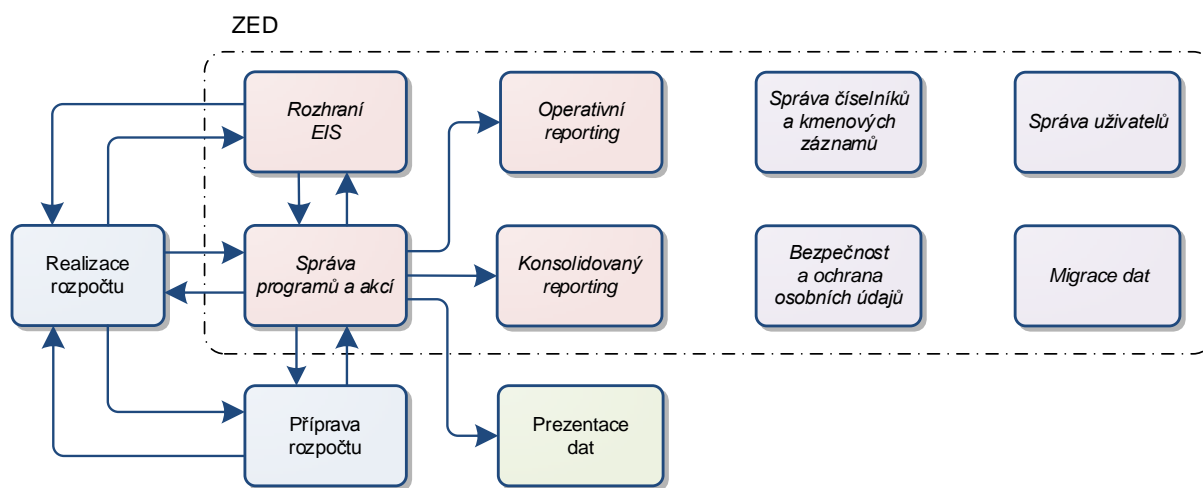 ZED
Rozhraní
EIS
Operativní
reporting
Správa číselníků
a kmenových
záznamů
Správa uživatelů
Realizace
rozpočtu
Správa
programů a akcí
Konsolidovaný
reporting
Bezpečnost
a ochrana
osobních údajů
Migrace dat
Příprava
rozpočtu
Prezentace
dat